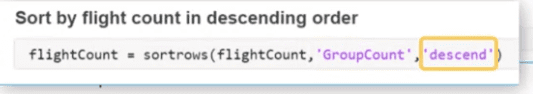 Sort by flight count in descending order
flightCount = sortrows(flightCount,'GroupCount','descend')